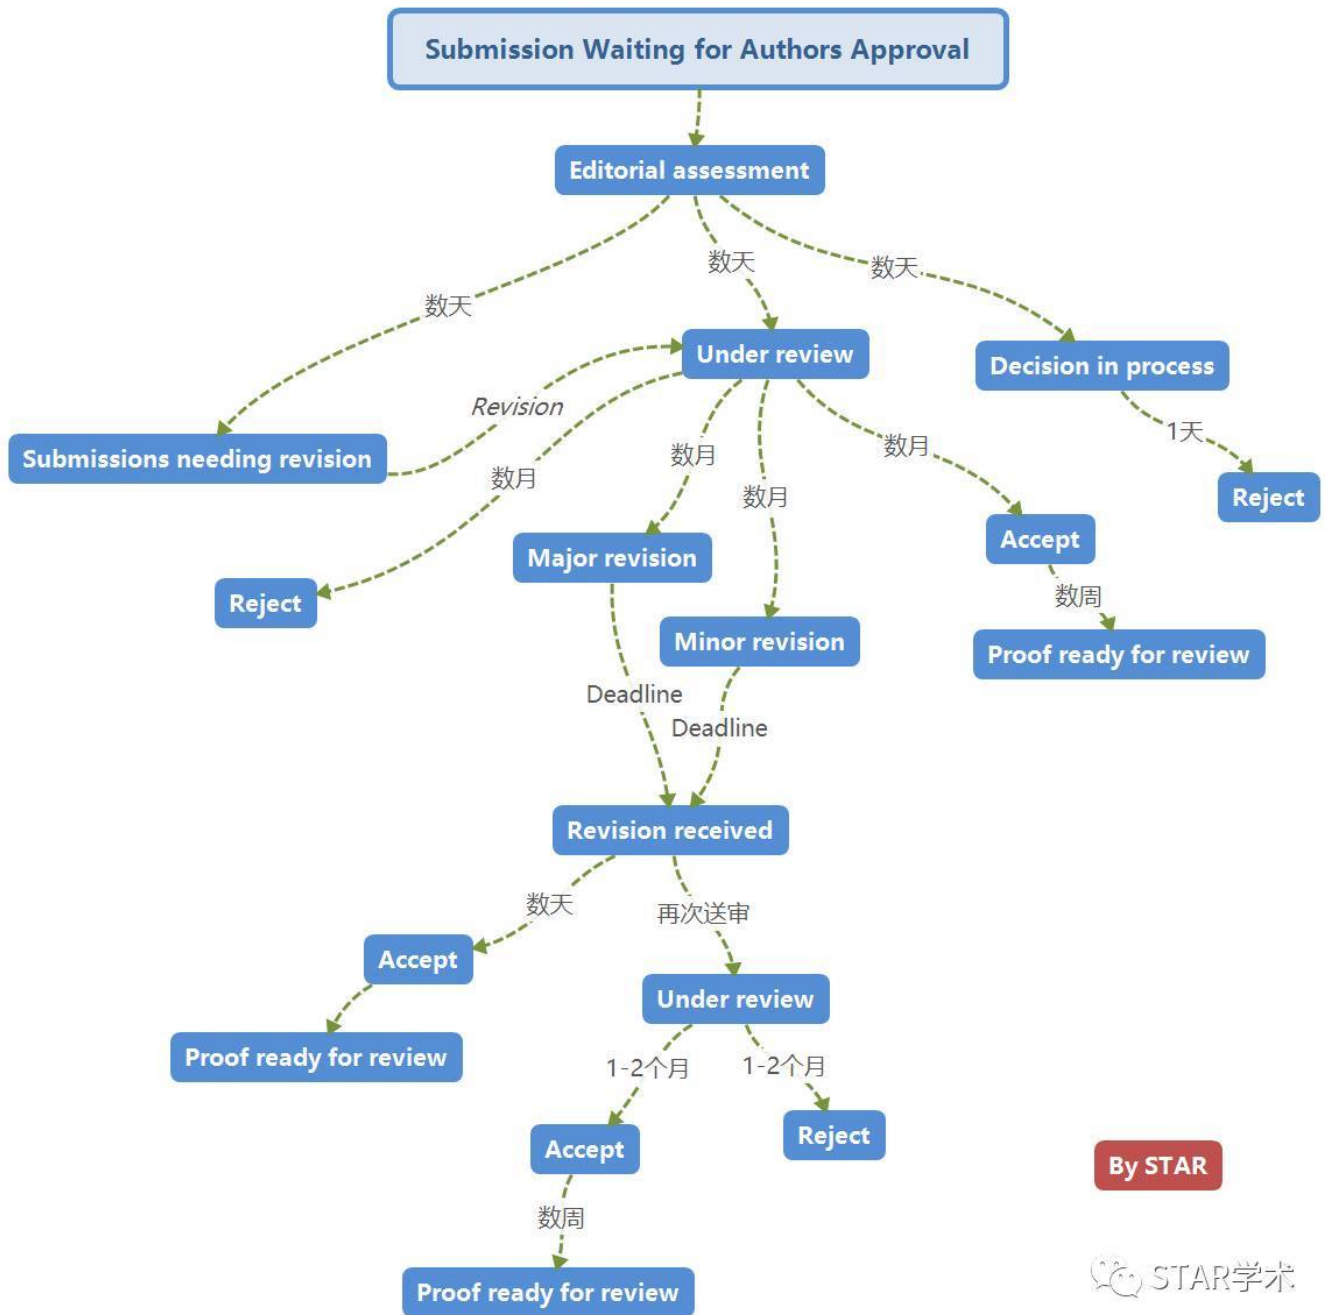 Submission Waiting for Authors Approval
Editorial assessment
数天
数天
数天
Under review
Decision in process
Revision
Submissions needing revision
数月
数月
数月
数月
1天
Reject
Major revision
Accept
Reject
数周
Minor revision
Proof ready for review
Deadline
Deadline
Revision received
数天
再次送审
Accept
Under review
Proof ready for review
1-2个月
1-2个月
Accept
Reject
By STAR
数周
Proof ready for review
STAR学术